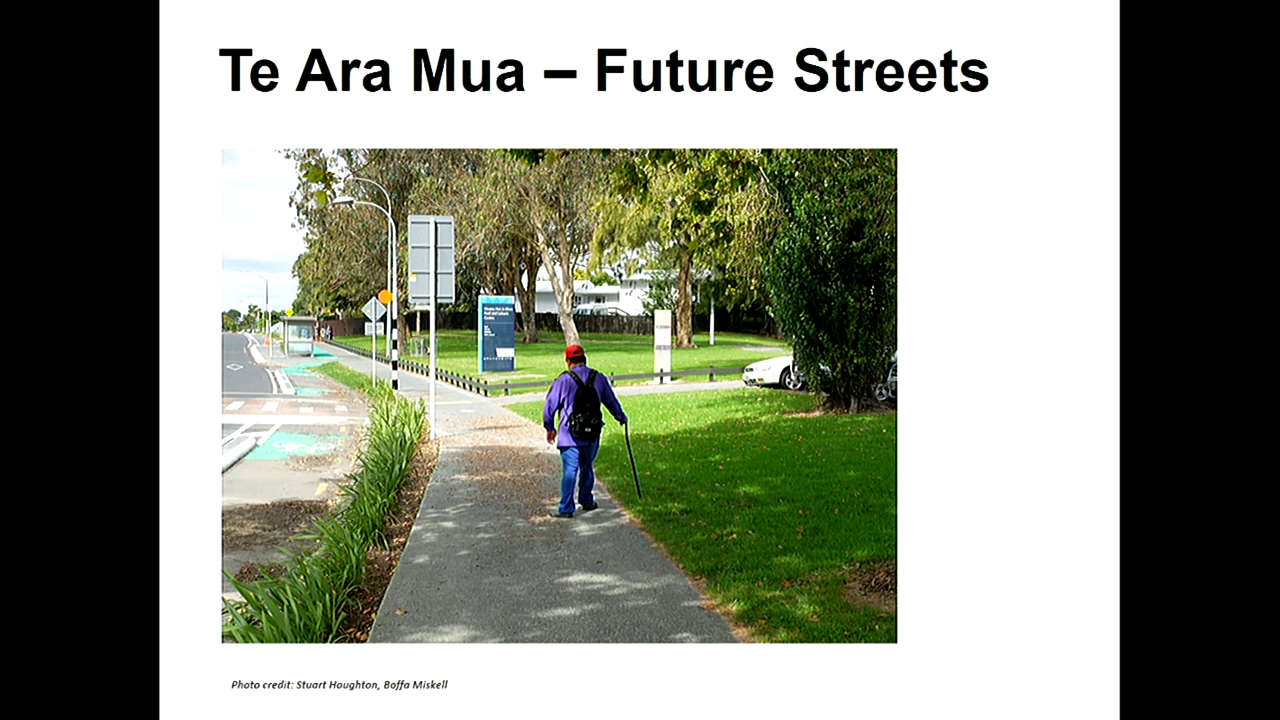 Te Ara Mua – Future Streets
Photo credit: Stuart Houghton, Boffa Miskell